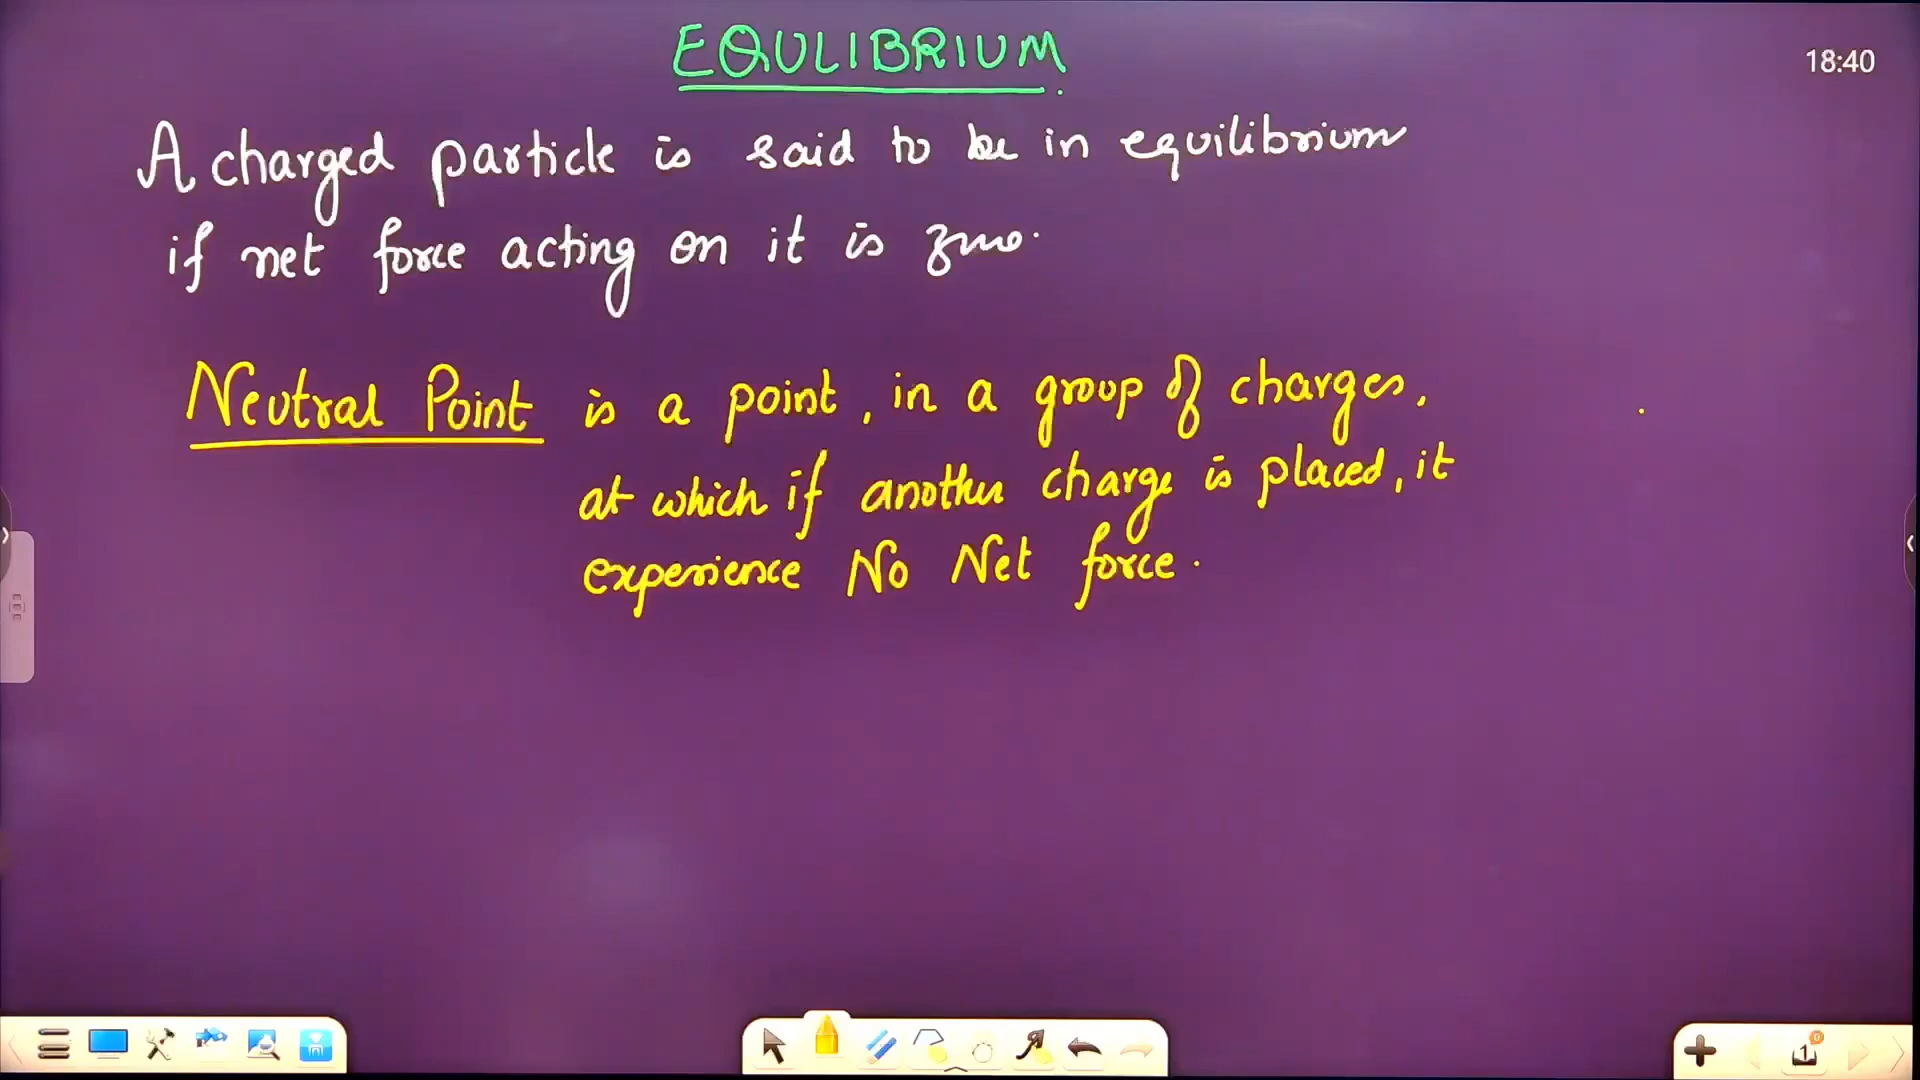 EQULIBRIUM
18:40
A charged particle is said to be in equilibrium
if net force acting on it is zero.
Neutral Point is a point, in a group of charges,
at which if another charge is placed, it
experience No Net force.
1